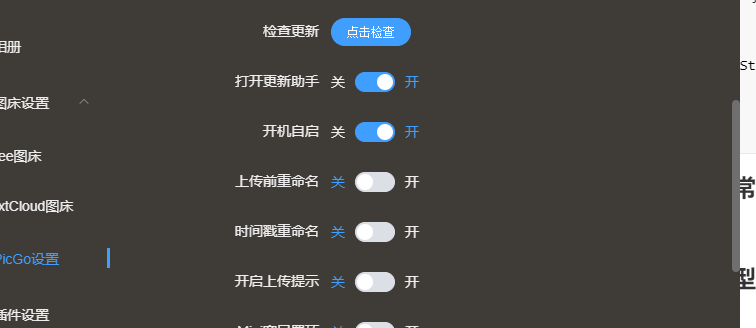 相册
图床设置
ee图床
xtCloud图床
PicGo设置
插件设置
检查更新 点击检查
打开更新助手 关 开
开机自启 关 开
上传前重命名 关 开
时间戳重命名 关 开
开启上传提示 关 开
St
常
型